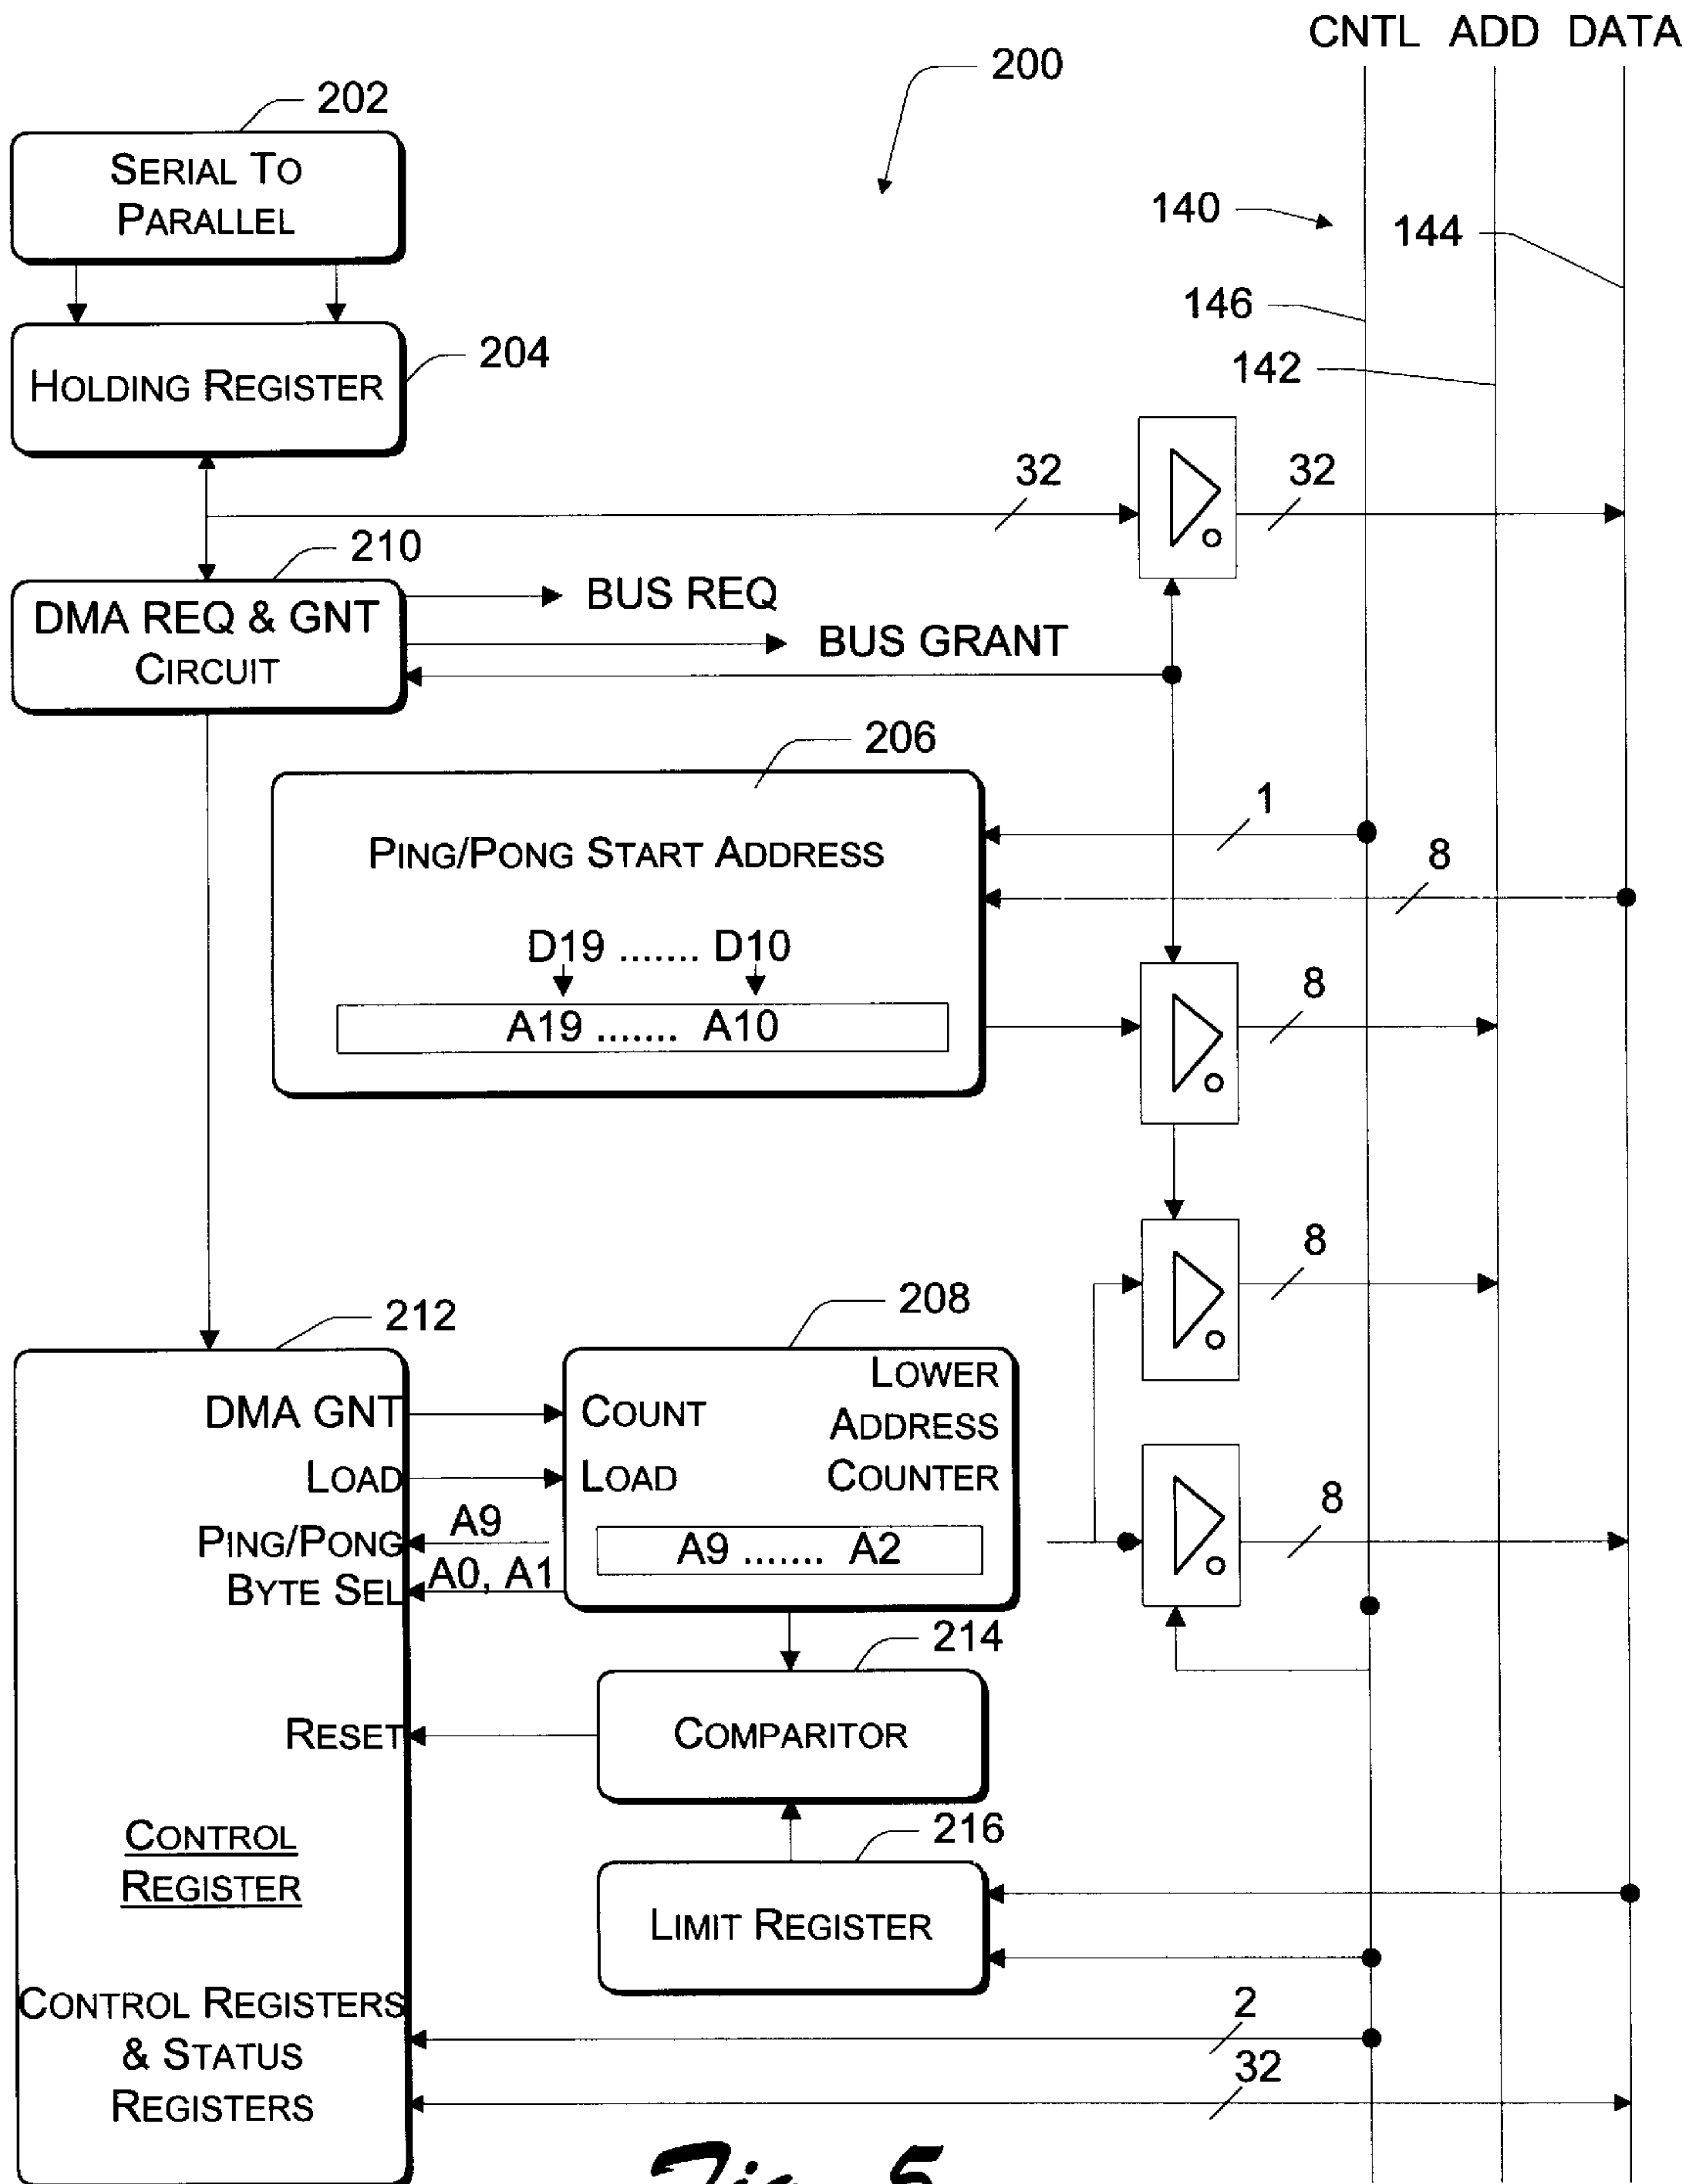 CNTL ADD DATA
200
202
SERIAL TO
PARALLEL
140
144
146
204
HOLDING REGISTER
142
32
32
210
DMA REQ & GNT
CIRCUIT
BUS REQ
BUS GRANT
206
1
PING/PONG START ADDRESS
8
D19 ....... D10
A19 ....... A10
8
8
212
208
DMA GNT
LOAD
PING/PONG
BYTE SEL
A9
A0, A1
COUNT
LOAD
LOWER
ADDRESS
COUNTER
A9 ....... A2
8
214
RESET
COMPARITOR
CONTROL
REGISTER
216
LIMIT REGISTER
CONTROL REGISTERS
& STATUS
REGISTERS
2
32
Fig. 5